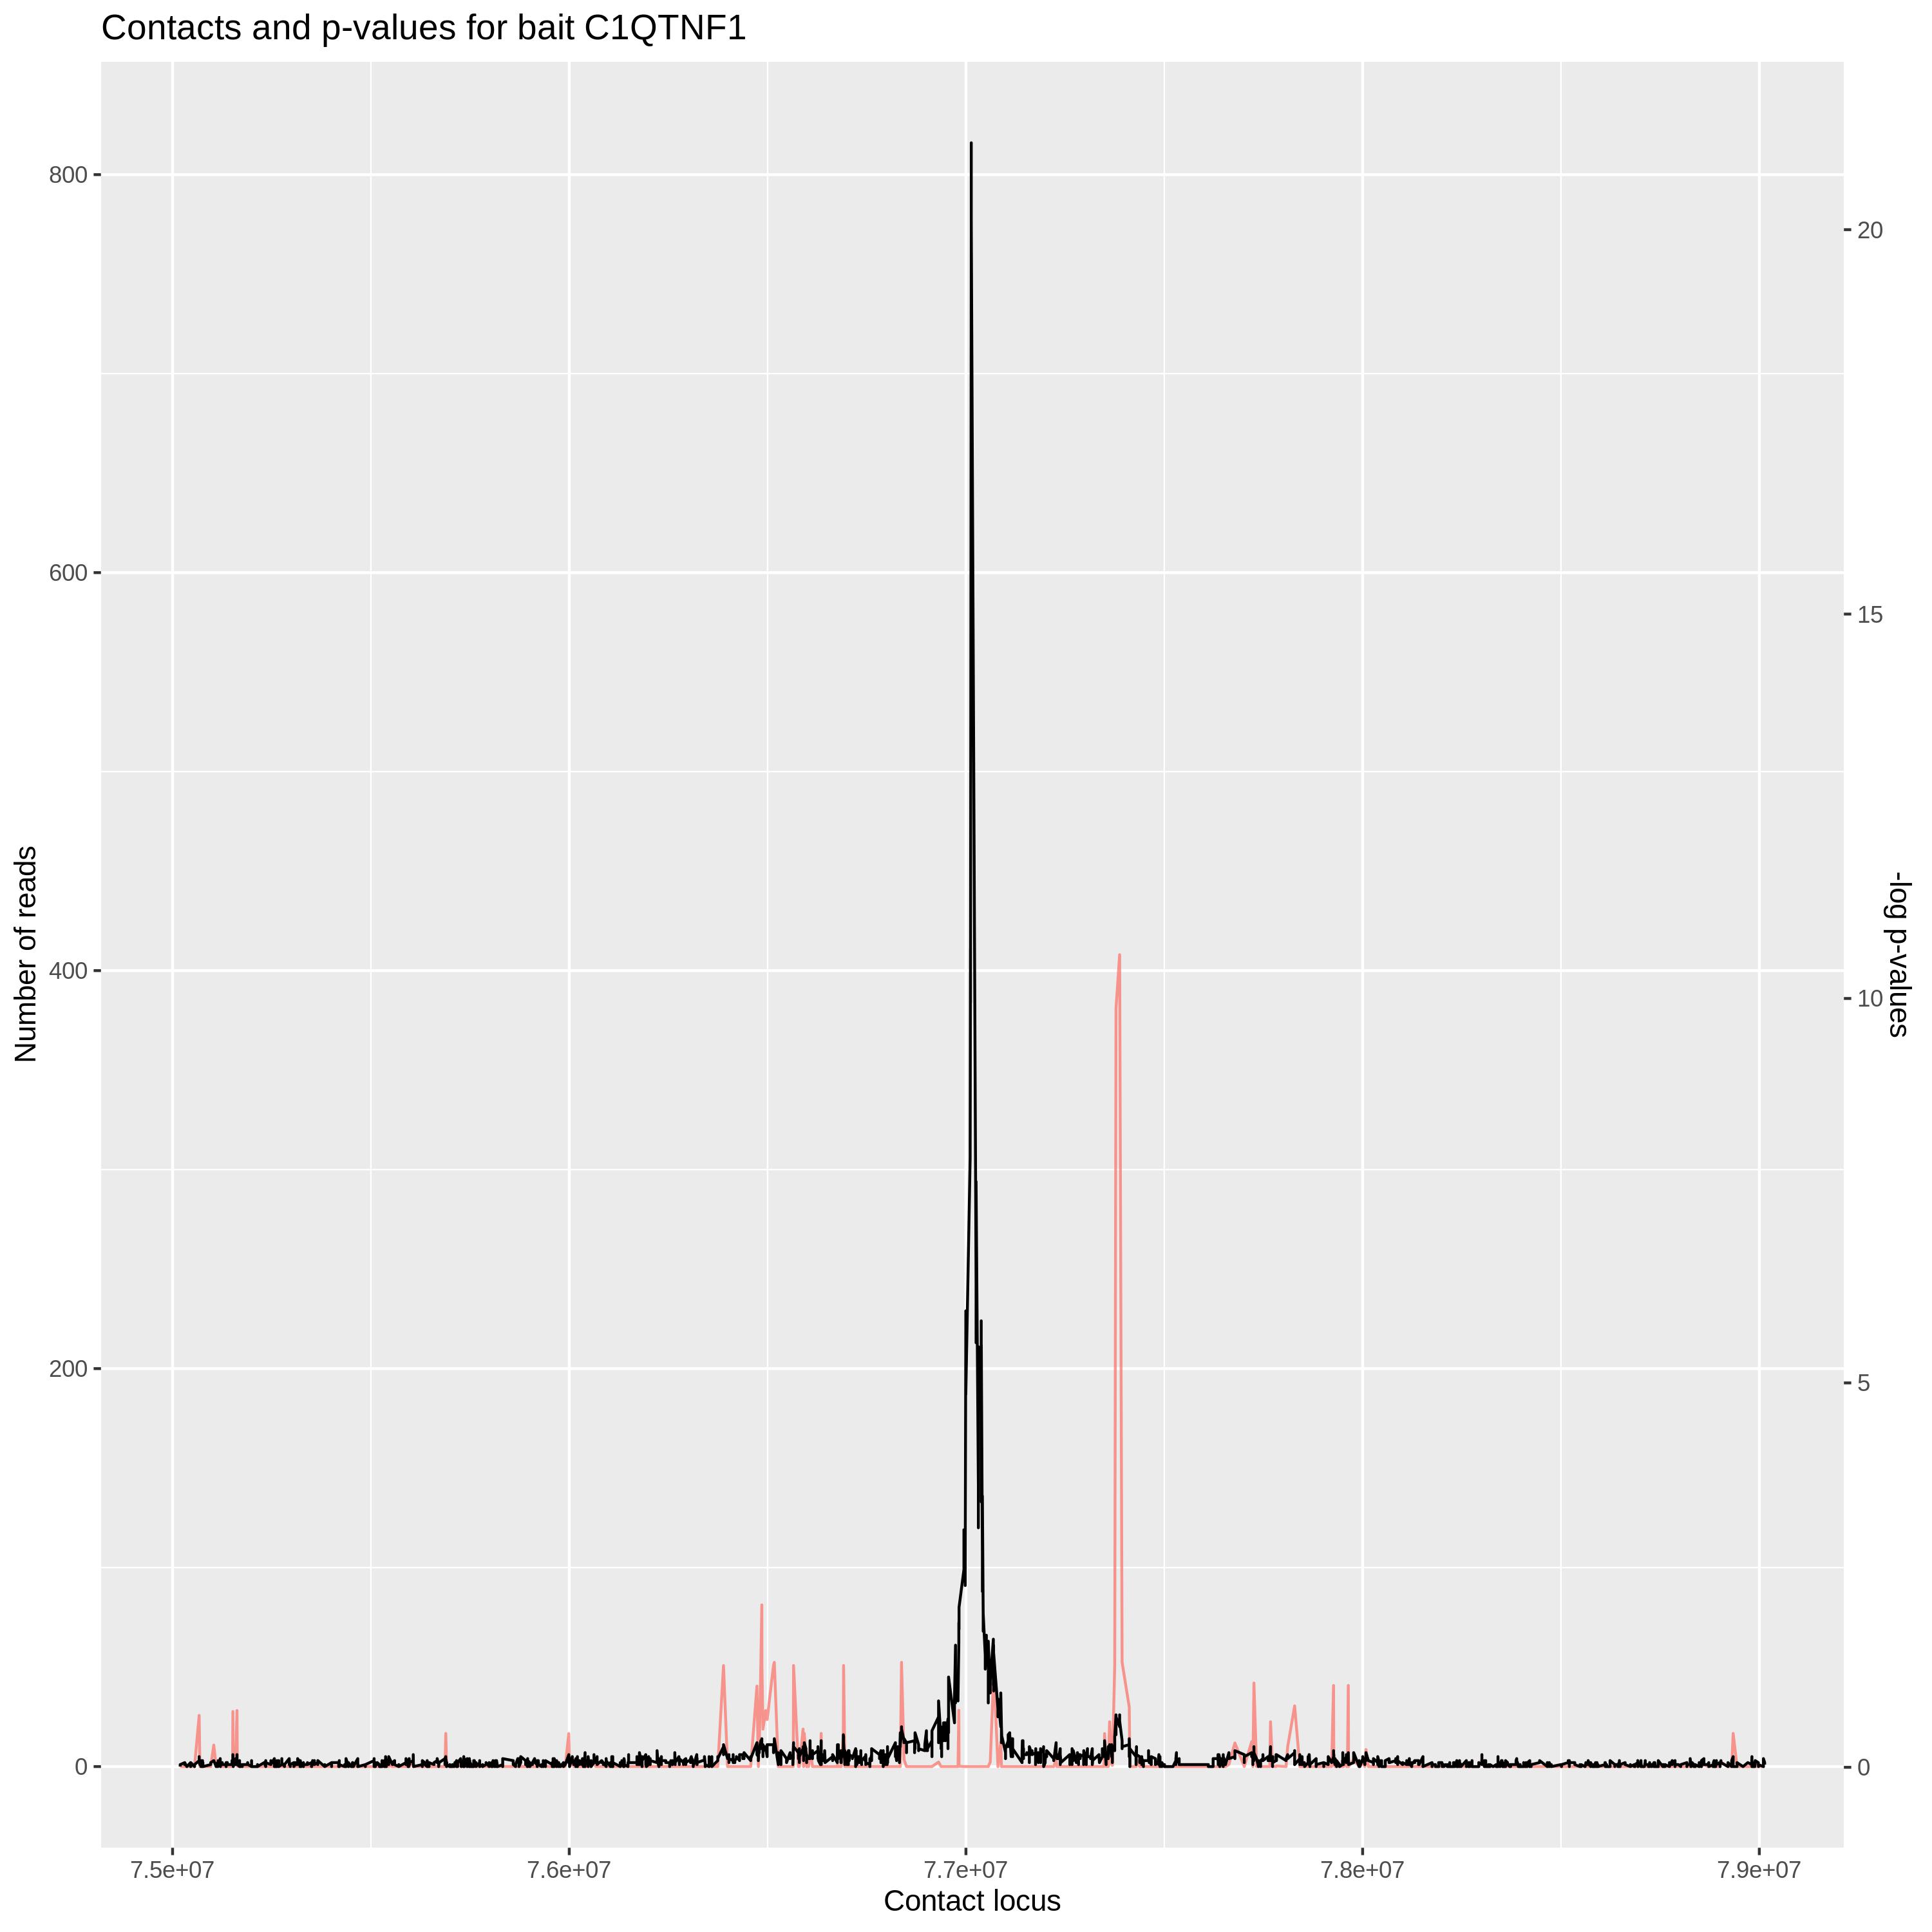 Contacts and p-values for bait C1QTNF1
800
600
400
200
0
Number of reads
20
15
10
5
0
-log p-values
7.5e+07
7.6e+07
7.7e+07
7.8e+07
7.9e+07
Contact locus